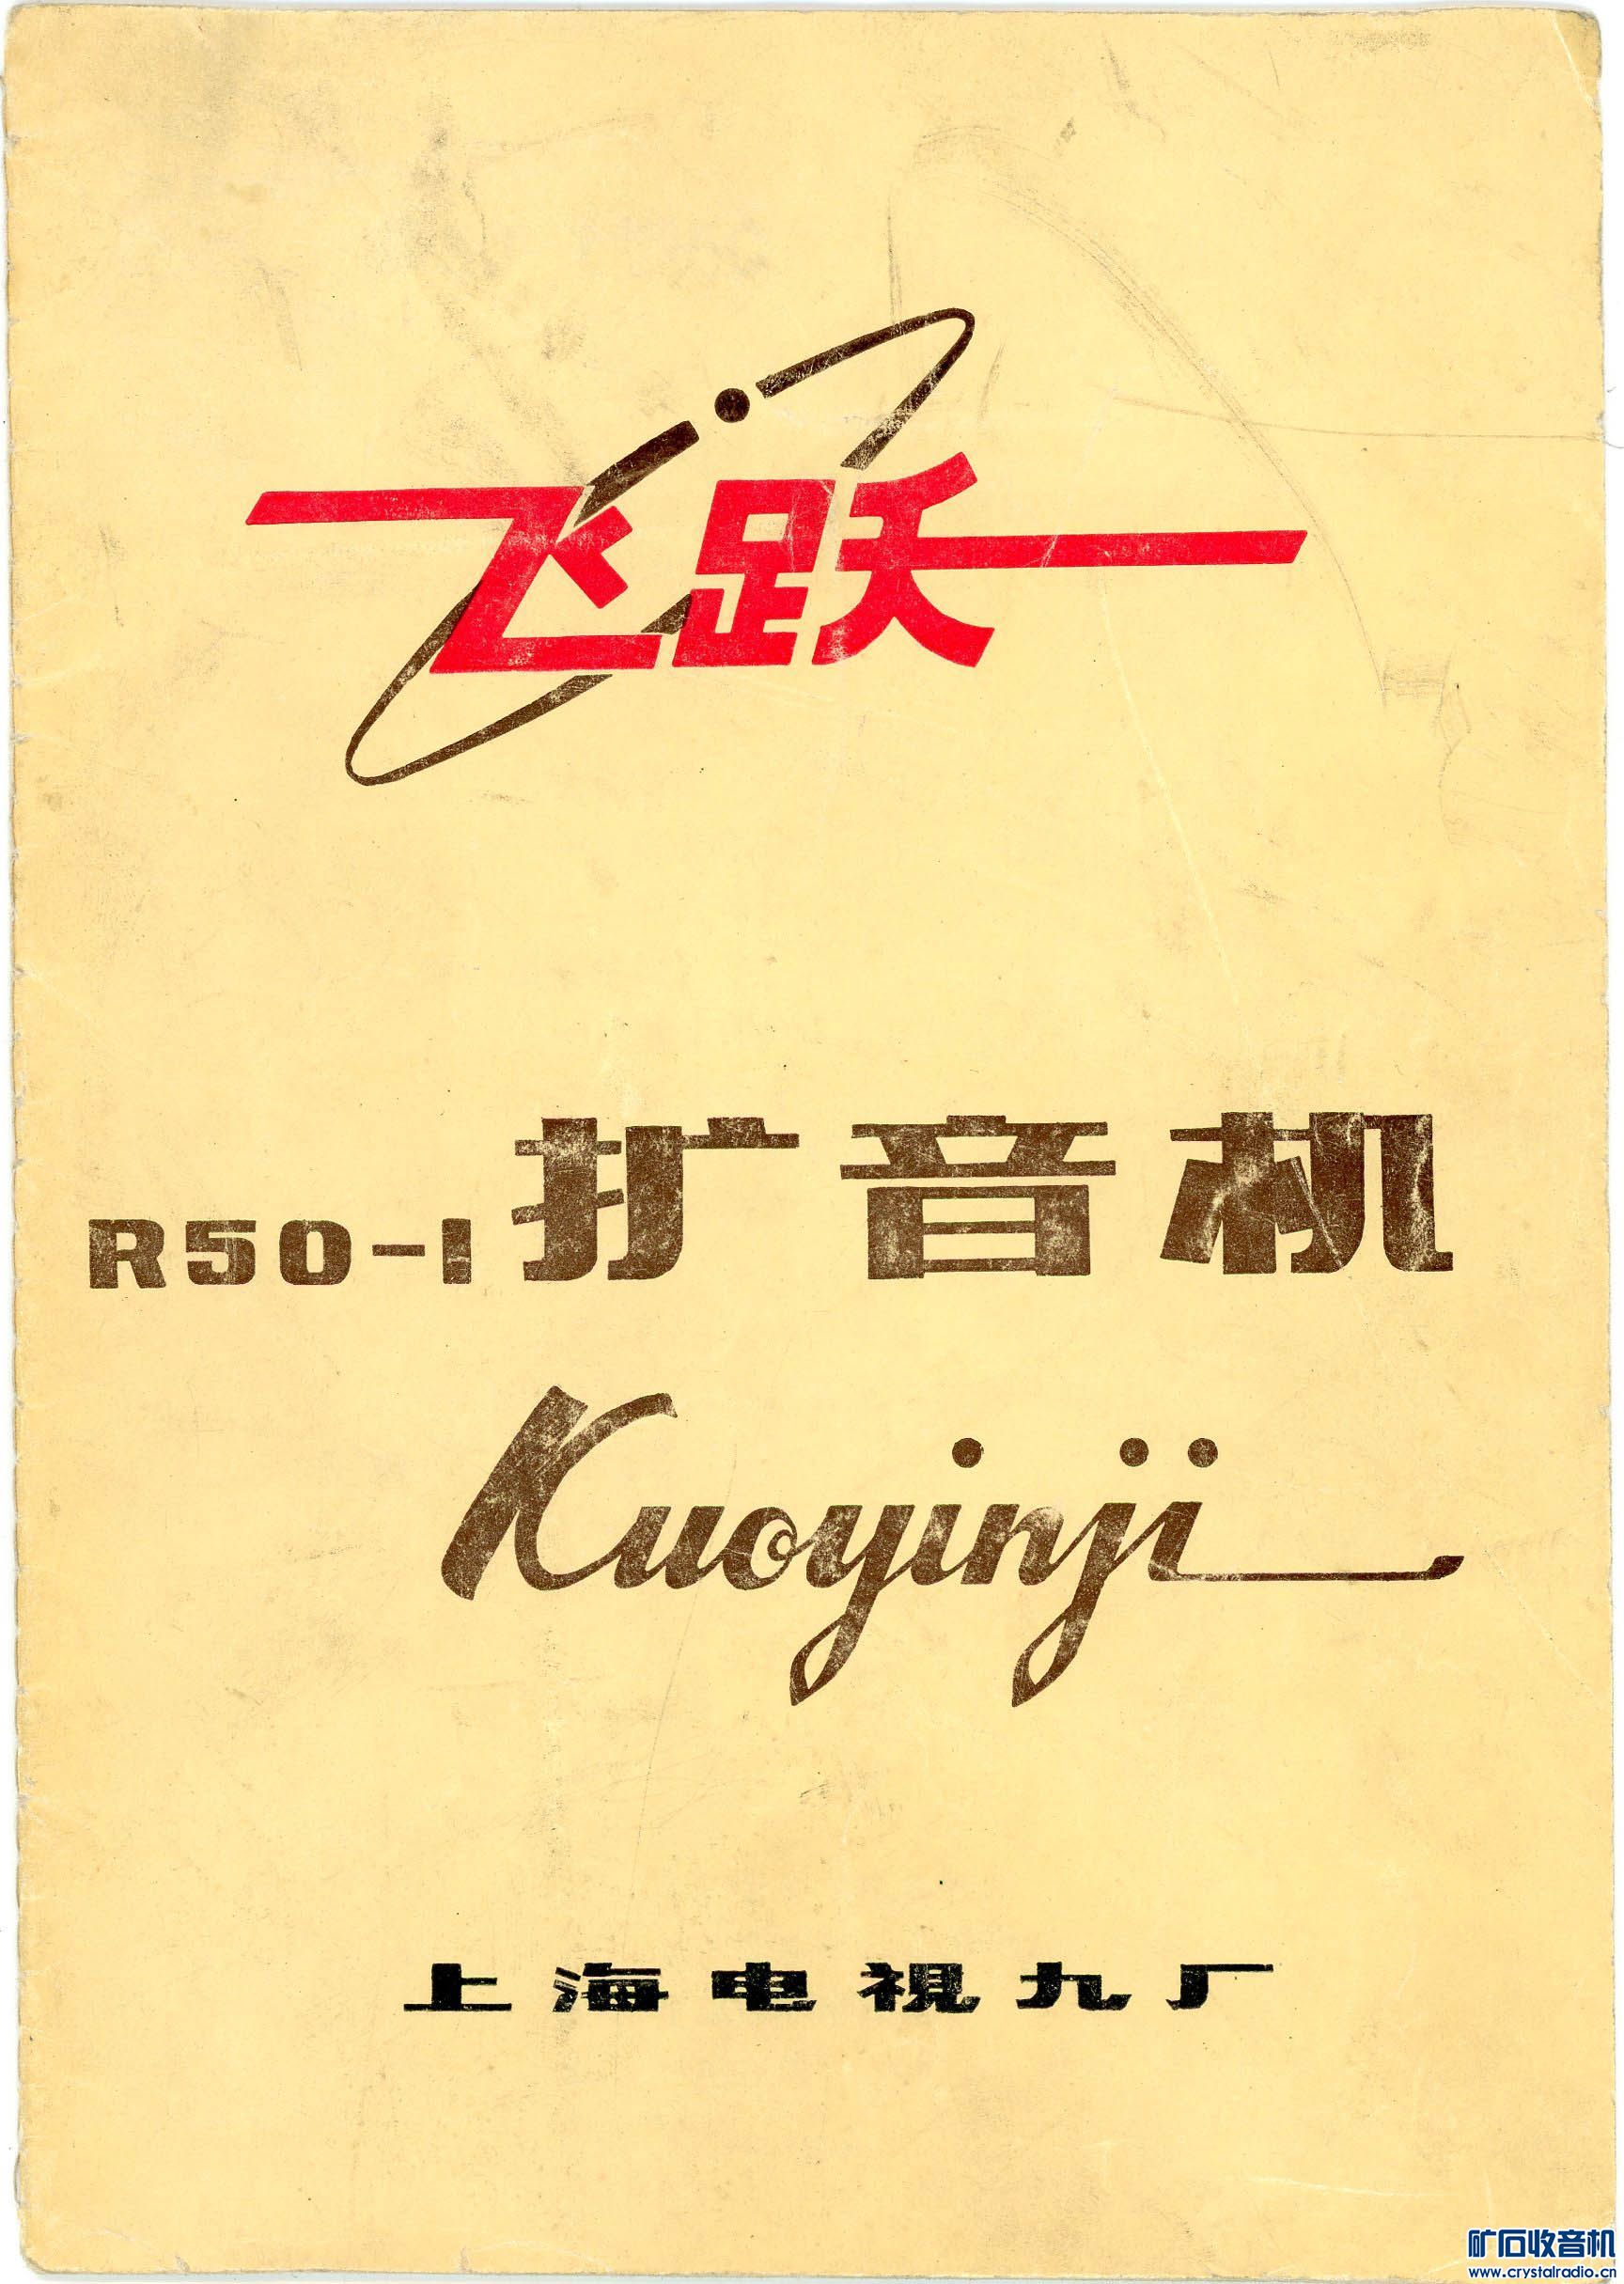 飞跃
R50-1扩音机
Kuoyinji
上海电視九厂
矿石收音机
www.crystalradio.cn